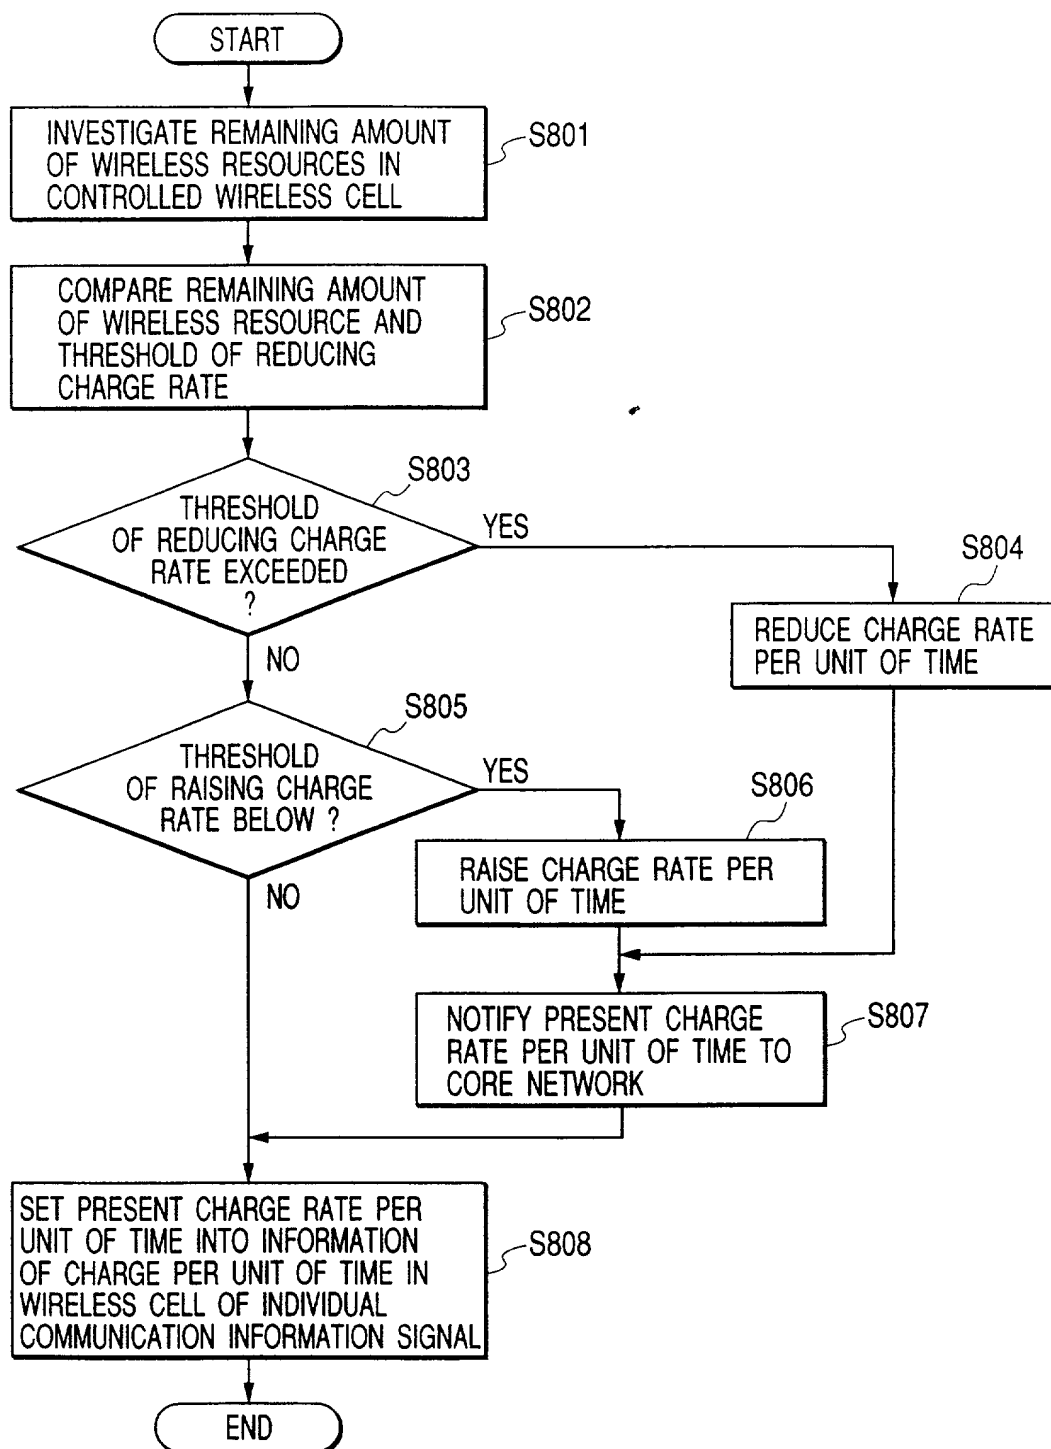 START
INVESTIGATE REMAINING AMOUNT
OF WIRELESS RESOURCES IN
CONTROLLED WIRELESS CELL
S801
COMPARE REMAINING AMOUNT
OF WIRELESS RESOURCE AND
THRESHOLD OF REDUCING
CHARGE RATE
S802
S803
THRESHOLD
OF REDUCING CHARGE
RATE EXCEEDED
?
YES
NO
S804
REDUCE CHARGE RATE
PER UNIT OF TIME
S805
THRESHOLD
OF RAISING CHARGE
RATE BELOW ?
YES
NO
S806
RAISE CHARGE RATE PER
UNIT OF TIME
NOTIFY PRESENT CHARGE
RATE PER UNIT OF TIME TO
CORE NETWORK
S807
SET PRESENT CHARGE RATE PER
UNIT OF TIME INTO INFORMATION
OF CHARGE PER UNIT OF TIME IN
WIRELESS CELL OF INDIVIDUAL
COMMUNICATION INFORMATION SIGNAL
S808
END